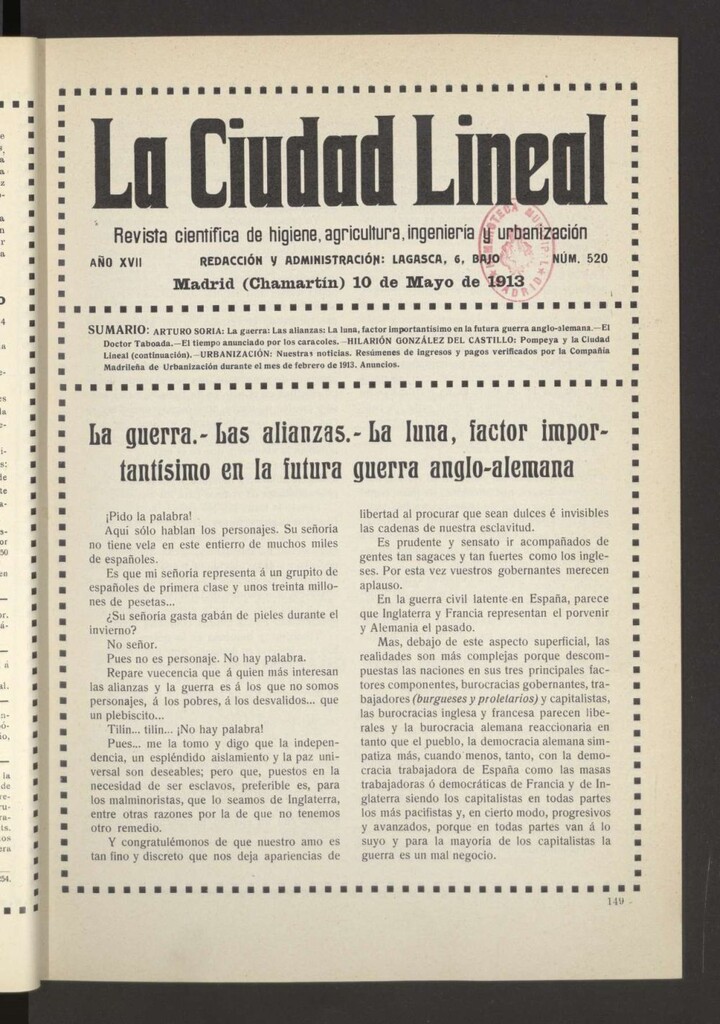 La Ciudad Lineal
Revista científica de higiene, agricultura, ingeniería y urbanización
AÑO XVII REDACCIÓN Y ADMINISTRACIÓN: LAGASCA, 6, BAJO NÚM. 520
Madrid (Chamartín) 10 de Mayo de 1913
SUMARIO: ARTURO SORIA: La guerra: Las alianzas: La luna, factor importantísimo en la futura guerra anglo-alemana.—El
Doctor Taboada.—El tiempo anunciado por los caracoles.—HILARIÓN GONZÁLEZ DEL CASTILLO: Pompeya y la Ciudad
Lineal (continuación).—URBANIZACIÓN: Nuestras noticias. Resúmenes de ingresos y pagos verificados por la Compañía
Madrileña de Urbanización durante el mes de febrero de 1913. Anuncios.
La guerra.- Las alianzas.- La luna, factor impor-
tantísimo en la futura guerra anglo-alemana
¡Pido la palabra!
Aquí sólo hablan los personajes. Su señoría
no tiene vela en este entierro de muchos miles
de españoles.
Es que mi señoría representa á un grupito de
españoles de primera clase y unos treinta millo-
nes de pesetas...
¿Su señoría gasta gabán de pieles durante el
invierno?
No señor.
Pues no es personaje. No hay palabra.
Repare vuecencia que á quien más interesan
las alianzas y la guerra es á los que no somos
personajes, á los pobres, á los desvalidos... que
un plebiscito...
Tilín... tilín... ¡No hay palabra!
Pues... me la tomo y digo que la indepen-
dencia, un espléndido aislamiento y la paz uni-
versal son deseables; pero que, puestos en la
necesidad de ser esclavos, preferible es, para
los malminoristas, que lo seamos de Inglaterra,
entre otras razones por la de que no tenemos
otro remedio.
Y congratulémonos de que nuestro amo es
tan fino y discreto que nos deja apariencias de
libertad al procurar que sean dulces é invisibles
las cadenas de nuestra esclavitud.
Es prudente y sensato ir acompañados de
gentes tan sagaces y tan fuertes como los ingle-
ses. Por esta vez vuestros gobernantes merecen
aplauso.
En la guerra civil latente en España, parece
que Inglaterra y Francia representan el porvenir
y Alemania el pasado.
Mas, debajo de este aspecto superficial, las
realidades son más complejas porque descom-
puestas las naciones en sus tres principales fac-
tores componentes, burocracias gobernantes, tra-
bajadores (burgueses y proletarios) y capitalistas,
las burocracias inglesa y francesa parecen libe-
rales y la burocracia alemana reaccionaria en
tanto que el pueblo, la democracia alemana sim-
patiza más, cuando menos, tanto, con la demo-
cracia trabajadora de España como las masas
trabajadoras ó democráticas de Francia y de In-
glaterra siendo los capitalistas en todas partes
los más pacifistas y, en cierto modo, progresivos
y avanzados, porque en todas partes van á lo
suyo y para la mayoría de los capitalistas la
guerra es un mal negocio.
149